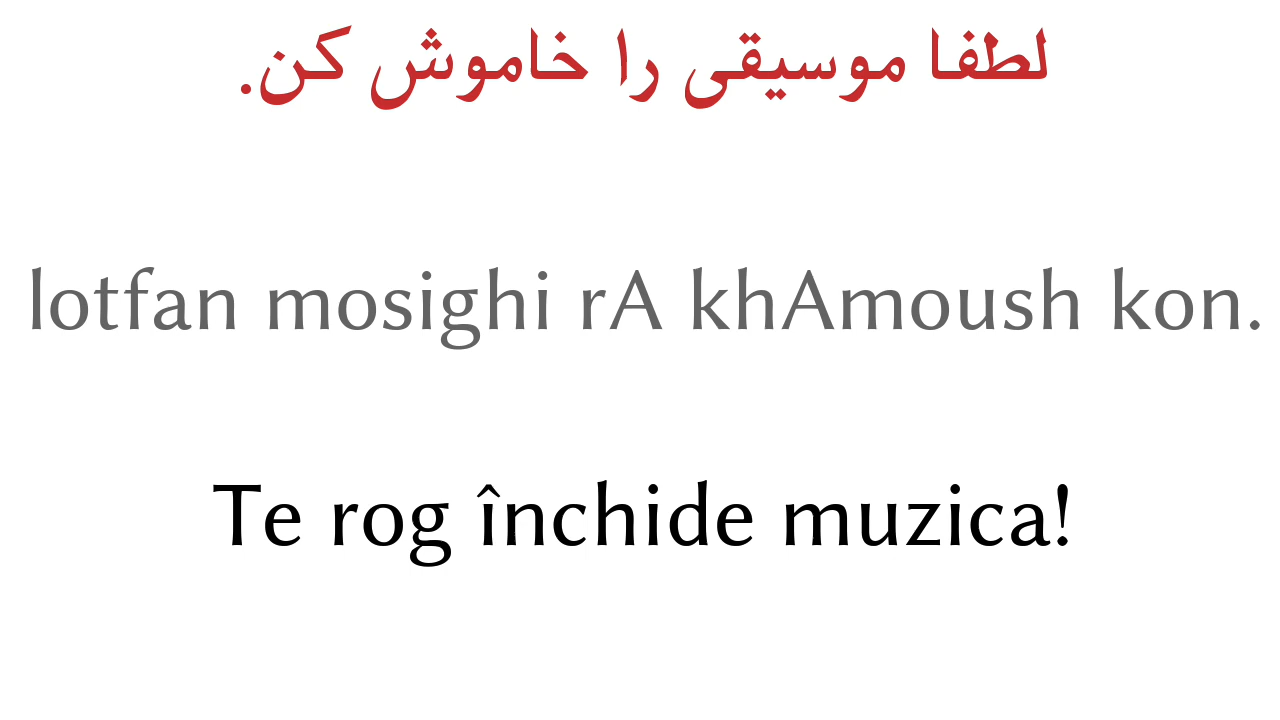 لطفا موسیقی را خاموش کن.
lotfan mosighi rA khAmoush kon.
Te rog închide muzica!